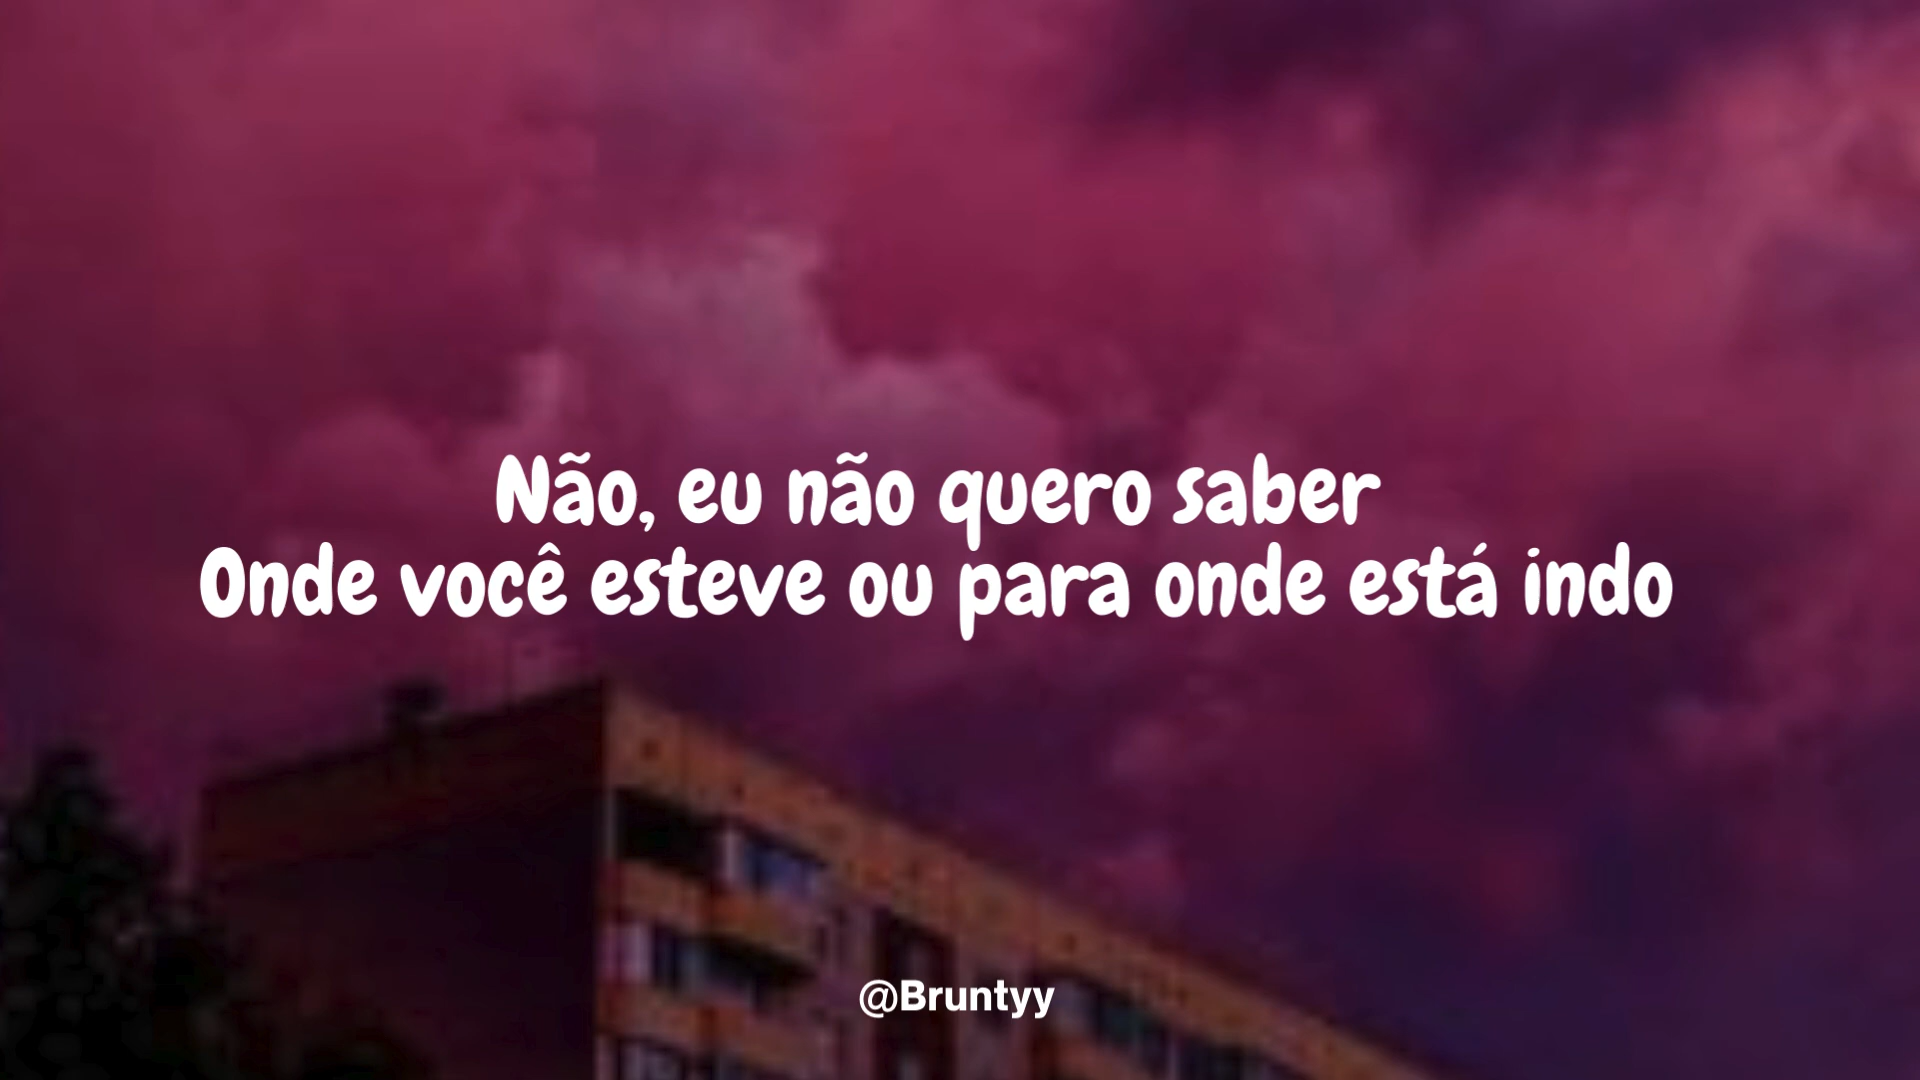 Não, eu não quero saber
Onde você esteve ou para onde está indo
@Bruntyy